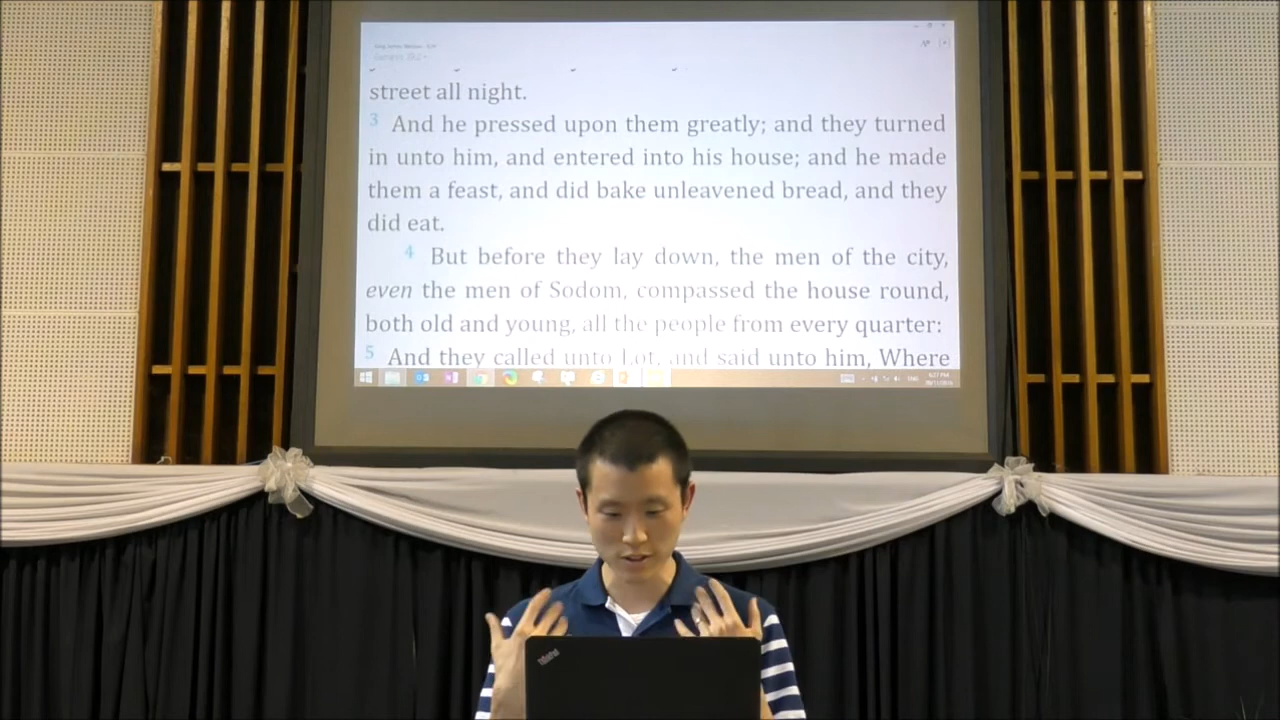 street all night.
3 And he pressed upon them greatly; and they turned
in unto him, and entered into his house; and he made
them a feast, and did bake unleavened bread, and they
did eat.
4 But before they lay down, the men of the city,
even the men of Sodom, compassed the house round,
both old and young, all the people from every quarter:
5 And they called unto Lot, and said unto him, Where